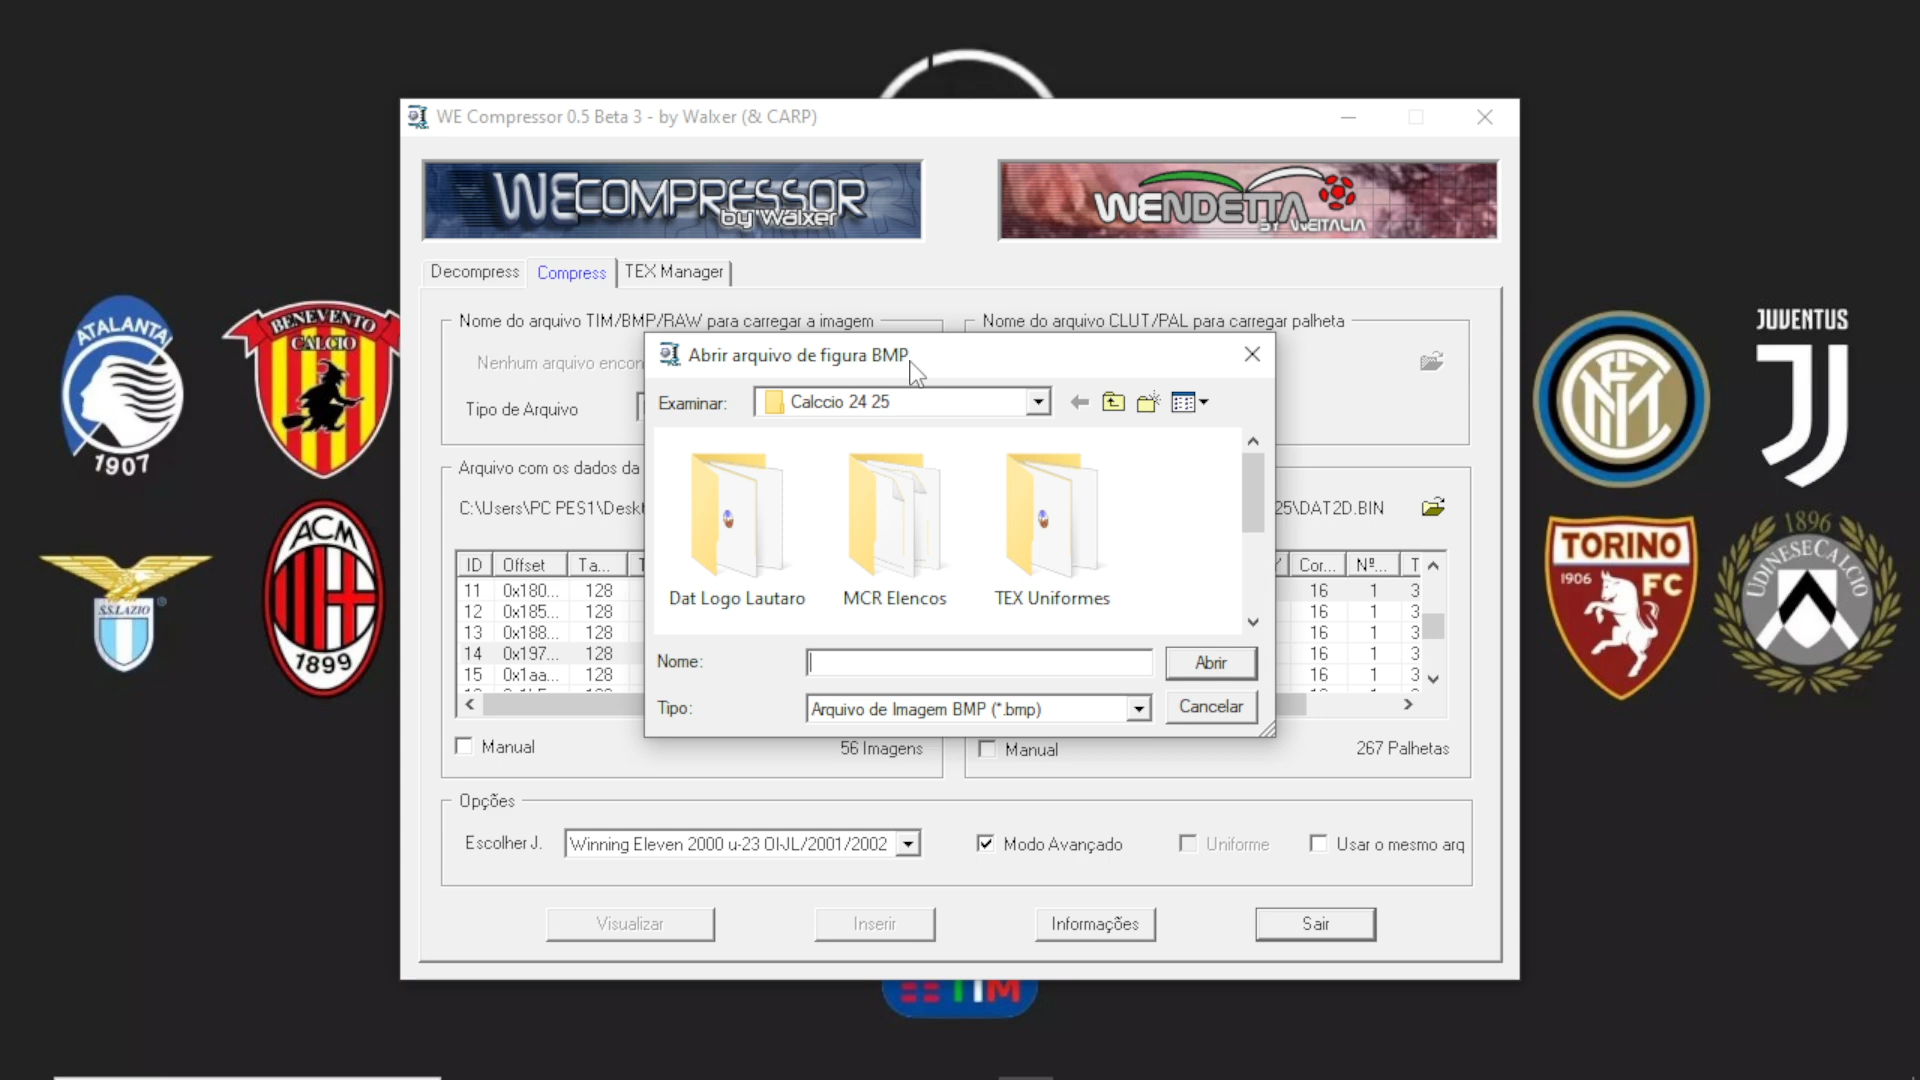 WE Compressor 0.5 Beta 3 - by Walxer (& CARP)
WECOMPRESSOR
by Walxer
WENDETTA
BY WEITALIA
Decompress
Compress
TEX Manager
Nome do arquivo TIM/BMP/RAW para carregar a imagem
Nome do arquivo CLUT/PAL para carregar palheta
Nenhum arquivo encon
Tipo de Arquivo
Abrir arquivo de figura BMP
Examinar:
Calccio 24 25
Dat Logo Lautaro
MCR Elencos
TEX Uniformes
Nome:
Abrir
Tipo:
Arquivo de Imagem BMP (*.bmp)
Cancelar
Arquivo com os dados da
C:\Users\PC PES1\Deskt
25\DAT2D.BIN
ID Offset Ta...
Cor... Nº... T
11 0x180... 128
16 1 3
12 0x185... 128
16 1 3
13 0x188... 128
16 1 3
14 0x197... 128
16 1 3
15 0x1aa... 128
16 1 3
Manual
56 Imagens
Manual
267 Palhetas
Opções
Escolher J.
Winning Eleven 2000 u-23 OI-JL/2001/2002
Modo Avançado
Uniforme
Usar o mesmo arq
Visualizar
Inserir
Informações
Sair
ATALANTA
1907
BENEVENTO
CALCIO
S.S.LAZIO
ACM
1899
JUVENTUS
TORINO
1906
FC
1896
UDINESE CALCIO
TIM